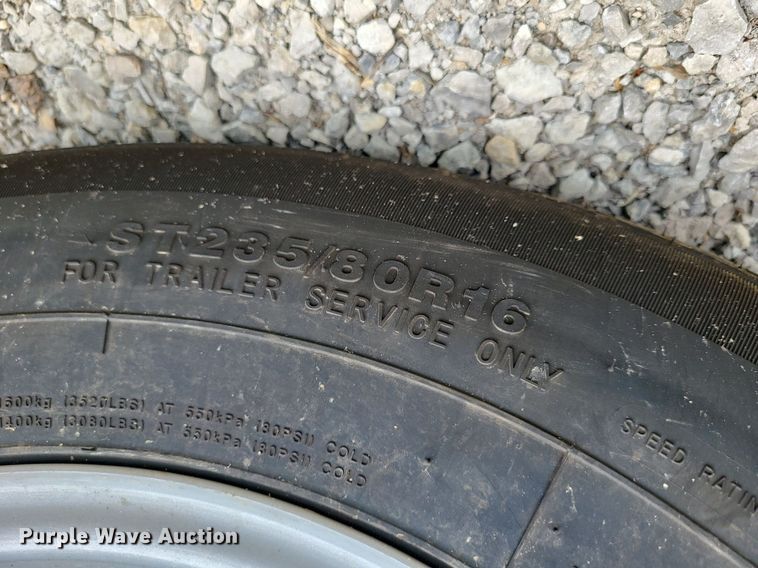 ST235/80R16
FOR TRAILER SERVICE ONLY
1600kg (3520LBS) AT 550kPa (80PSI) COLD
1400kg (3080LBS) AT 550kPa (80PSI) COLD
SPEED RATIN
Purple Wave Auction